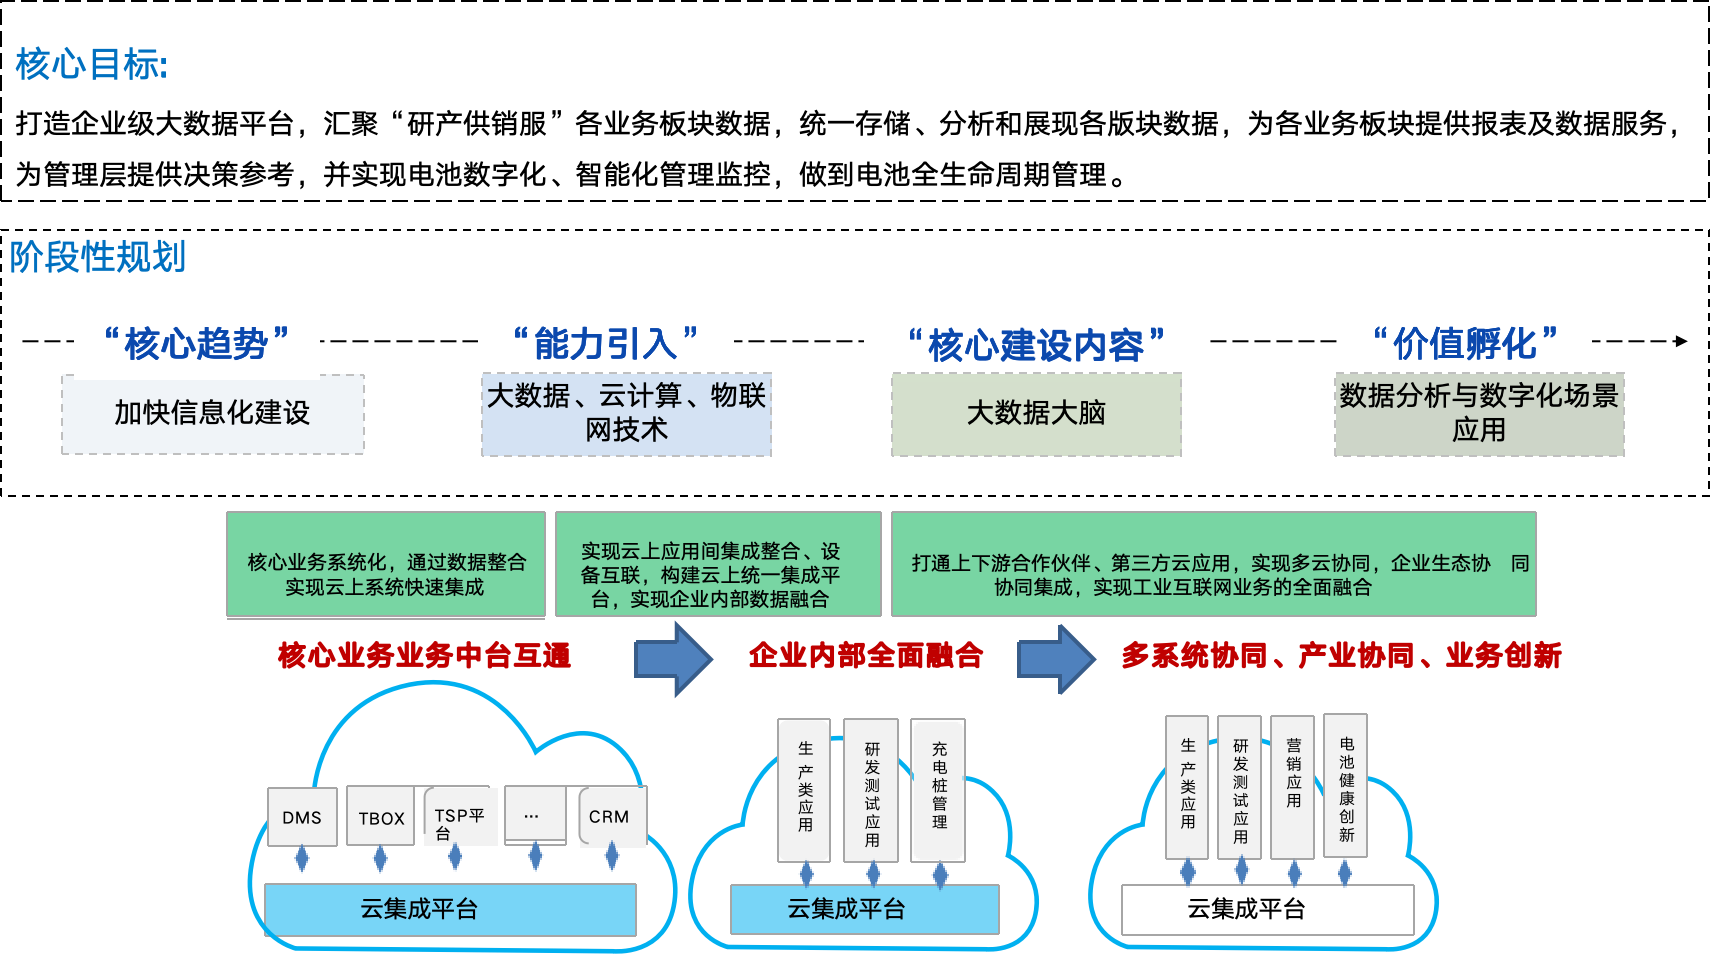 核心目标:
打造企业级大数据平台，汇聚“研产供销服”各业务板块数据，统一存储、分析和展现各版块数据，为各业务板块提供报表及数据服务，
为管理层提供决策参考，并实现电池数字化、智能化管理监控，做到电池全生命周期管理。
阶段性规划
“核心趋势”
“能力引入”
“核心建设内容”
“价值孵化”
加快信息化建设
大数据、云计算、物联
网技术
大数据大脑
数据分析与数字化场景
应用
核心业务系统化，通过数据整合
实现云上系统快速集成
实现云上应用间集成整合、设
备互联，构建云上统一集成平
台，实现企业内部数据融合
打通上下游合作伙伴、第三方云应用，实现多云协同，企业生态协 同
协同集成，实现工业互联网业务的全面融合
核心业务业务中台互通
企业内部全面融合
多系统协同、产业协同、业务创新
DMS
TBOX
TSP平
台
...
CRM
云集成平台
生产类应用
研发测试应用
充电桩管理
云集成平台
生产类应用
研发测试应用
营销应用
电池健康创新
云集成平台